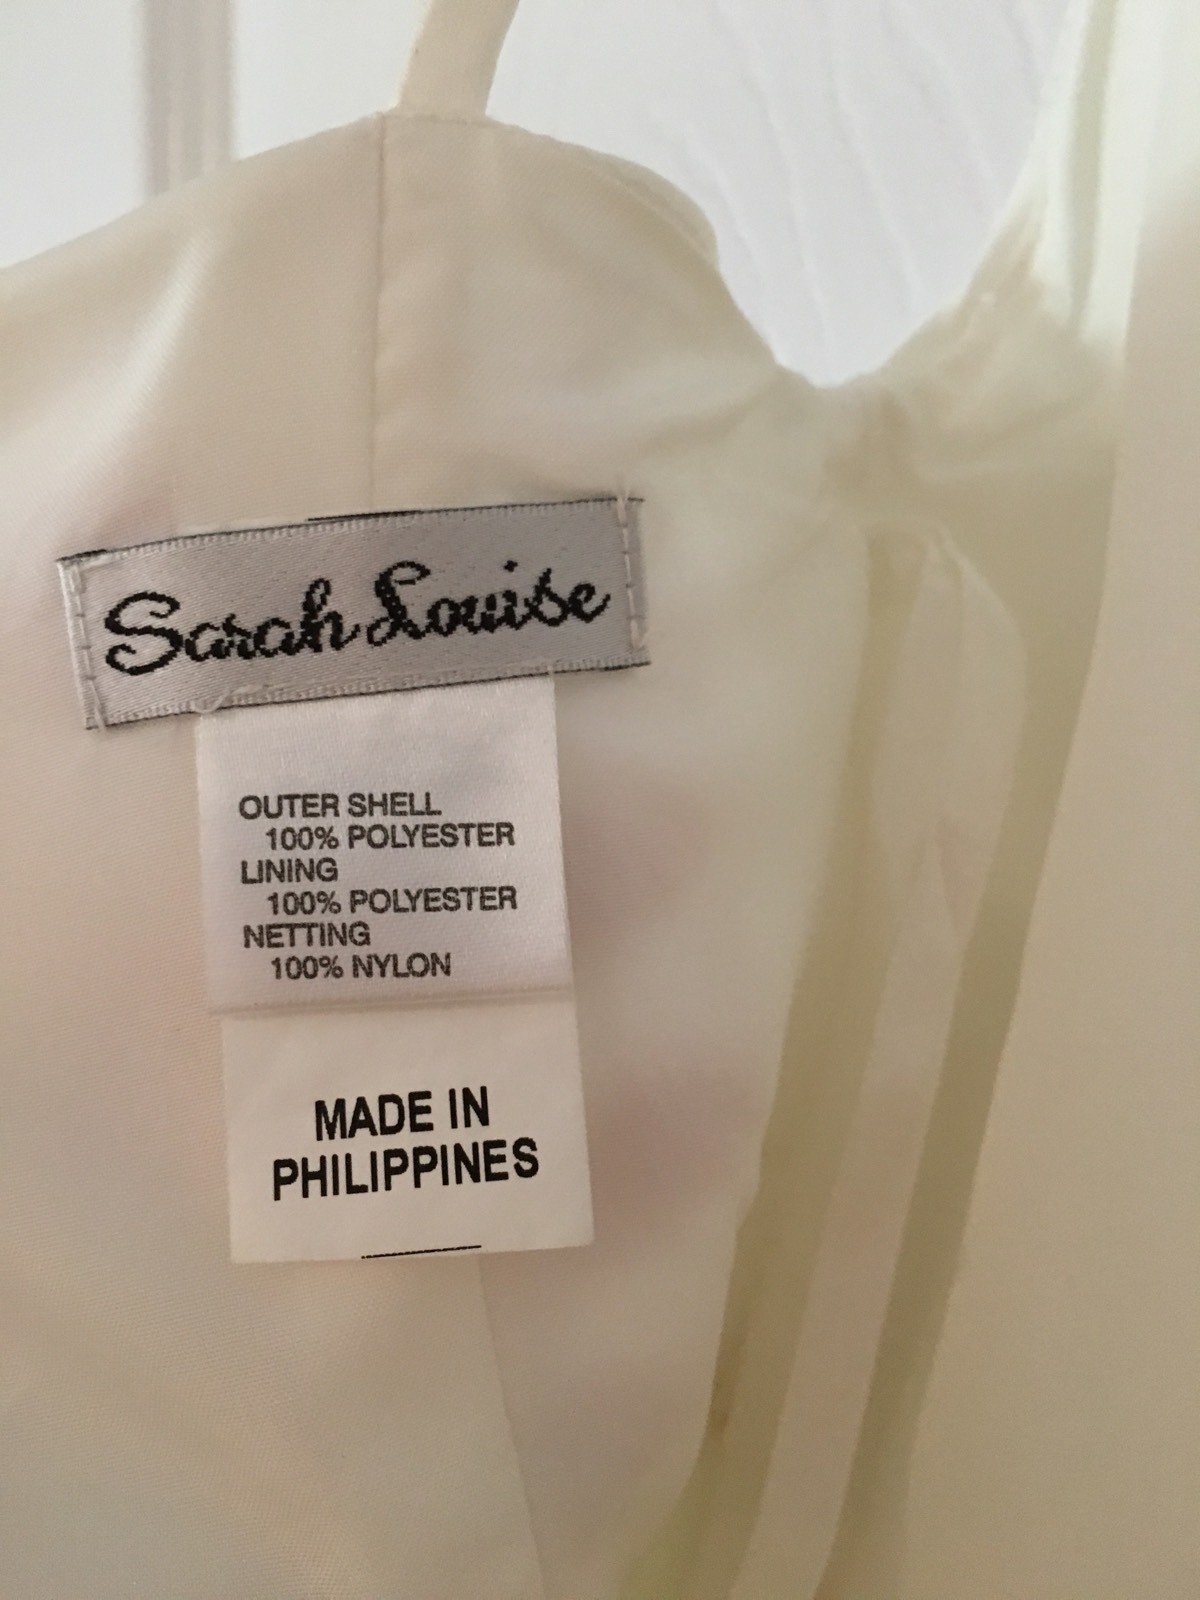 Sarah Louise
OUTER SHELL
100% POLYESTER
LINING
100% POLYESTER
NETTING
100% NYLON
MADE IN
PHILIPPINES